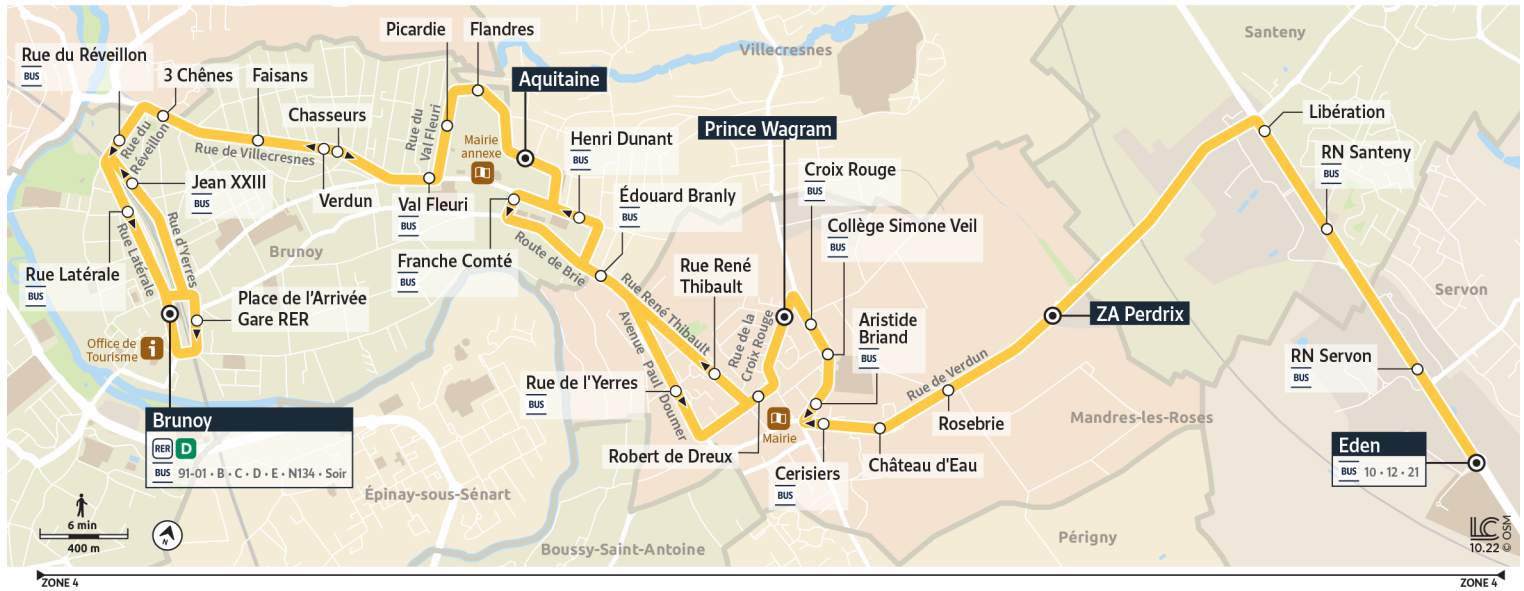 Picardie
Flandres
Santeny
Villecresnes
Rue du Réveillon
BUS
3 Chênes
Faisans
Aquitaine
Chasseurs
Libération
Rue du
Val Fleuri
Mairie
annexe
Henri Dunant
BUS
Prince Wagram
Rue du
Réveillon
Rue de Villecresnes
RN Santeny
BUS
Jean XXIII
BUS
Verdun
Val Fleuri
BUS
Édouard Branly
BUS
Croix Rouge
BUS
Collège Simone Veil
BUS
Rue Latérale
Rue d'Yerres
Brunoy
Route de Brie
Franche Comté
BUS
Rue Latérale
BUS
Rue René
Thibault
Rue René Thibault
Servon
Place de l'Arrivée
Gare RER
Avenue Paul Doumer
Rue de la
Croix Rouge
Aristide
Briand
BUS
ZA Perdrix
Office de
Tourisme
i
Rue de Verdun
RN Servon
BUS
Rue de l'Yerres
BUS
Brunoy
RER D
BUS 91-01 • B • C • D • E • N134 • Soir
Mairie
Rosebrie
Mandres-les-Roses
Robert de Dreux
Cerisiers
BUS
Château d'Eau
Eden
BUS 10 • 12 • 21
Épinay-sous-Sénart
6 min
400 m
N
Boussy-Saint-Antoine
Périgny
LC
10.22 © OSM
ZONE 4
ZONE 4